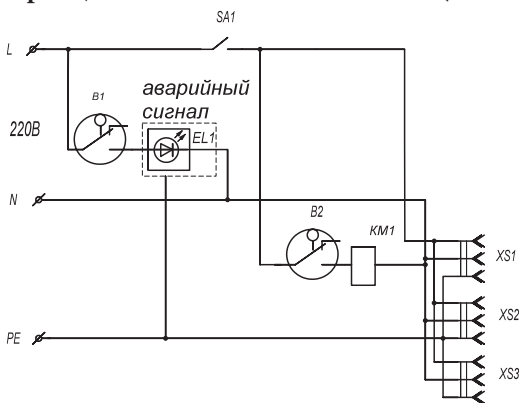 SA1
L
B1
аварийный
сигнал
EL1
220В
N
B2
KM1
XS1
XS2
PE
XS3